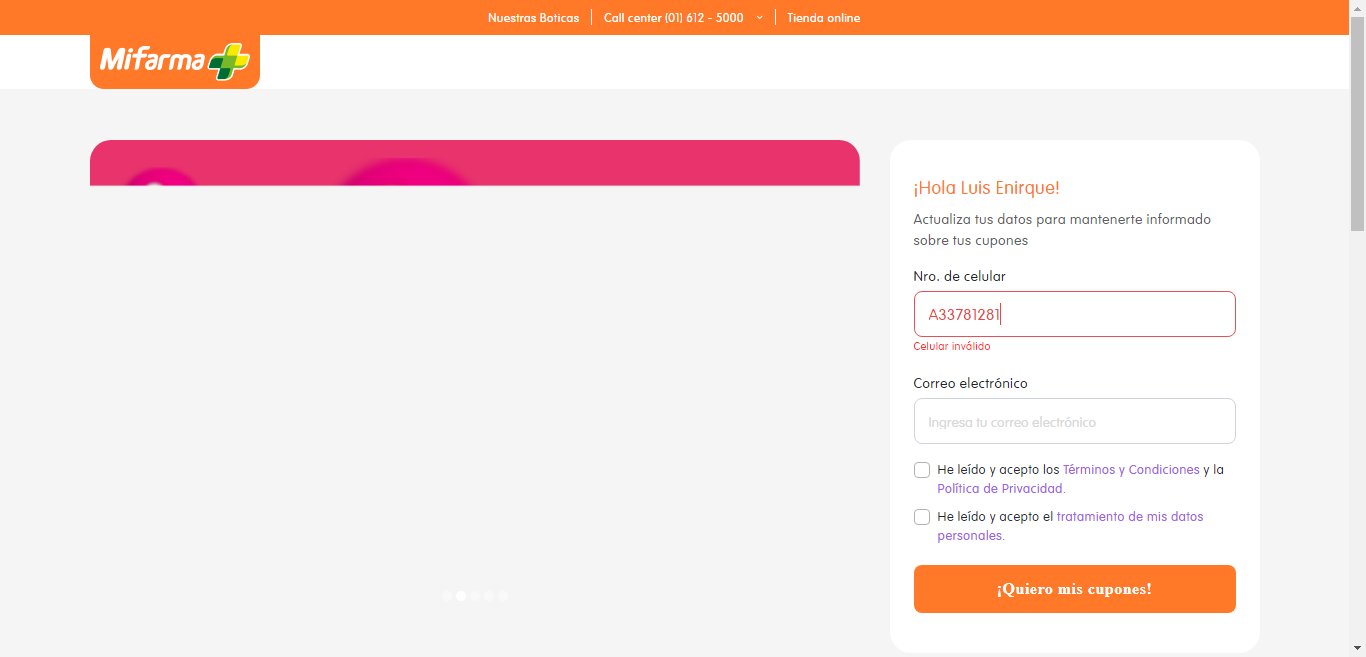 Nuestras Boticas
Call center (01) 612 - 5000
Tienda online
Mifarma
¡Hola Luis Enirque!
Actualiza tus datos para mantenerte informado
sobre tus cupones
Nro. de celular
A33781281
Celular inválido
Correo electrónico
Ingresa tu correo electrónico
He leído y acepto los Términos y Condiciones y la
Política de Privacidad.
He leído y acepto el tratamiento de mis datos
personales.
¡Quiero mis cupones!